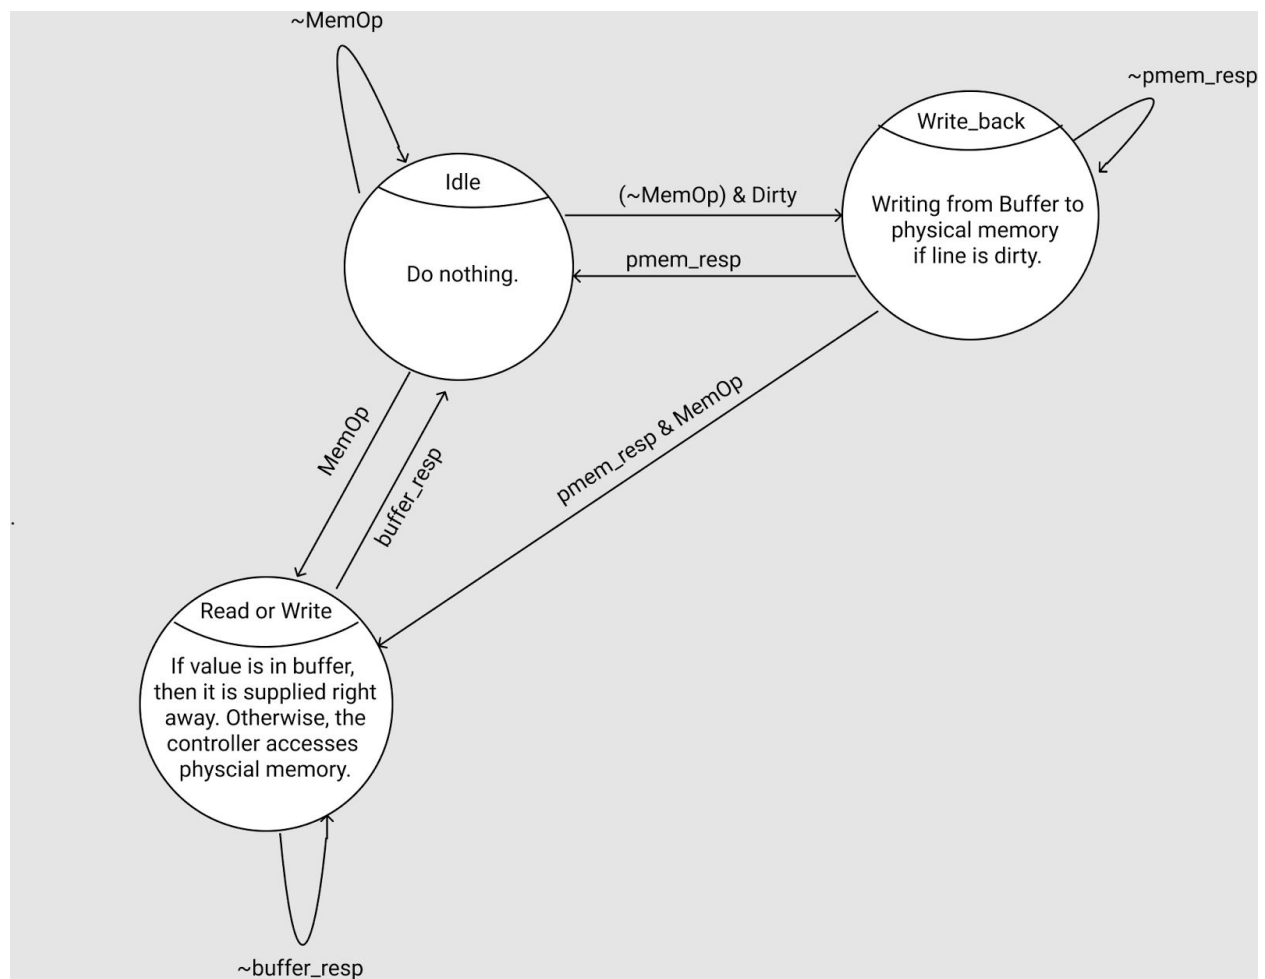 ~MemOp
~pmem_resp
Write_back
Idle
(~MemOp) & Dirty
Writing from Buffer to
physical memory
if line is dirty.
pmem_resp
Do nothing.
pmem_resp & MemOp
MemOp
buffer_resp
Read or Write
If value is in buffer,
then it is supplied right
away. Otherwise, the
controller accesses
physcial memory.
~buffer_resp